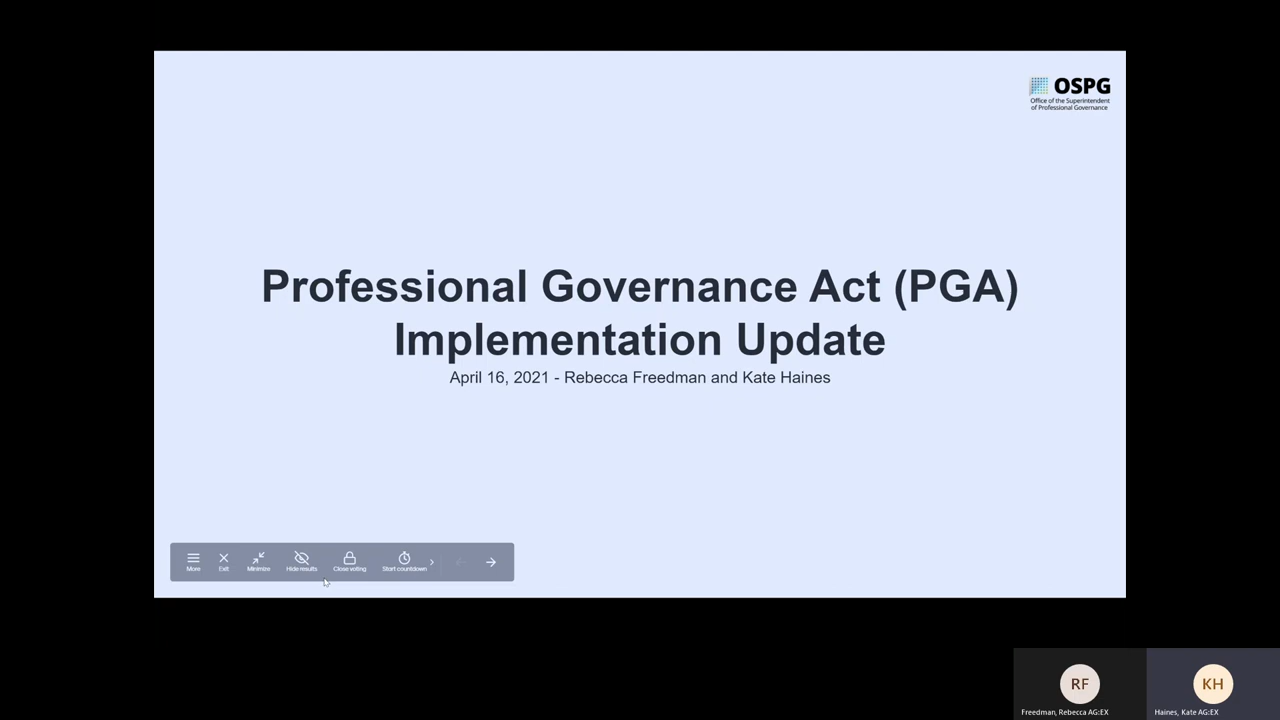 OSPG
Office of the Superintendent
of Professional Governance
Professional Governance Act (PGA)
Implementation Update
April 16, 2021 - Rebecca Freedman and Kate Haines
More
Exit
Minimize
Hide results
Close voting
Start countdown
RF
KH
Freedman, Rebecca AG:EX
Haines, Kate AG:EX